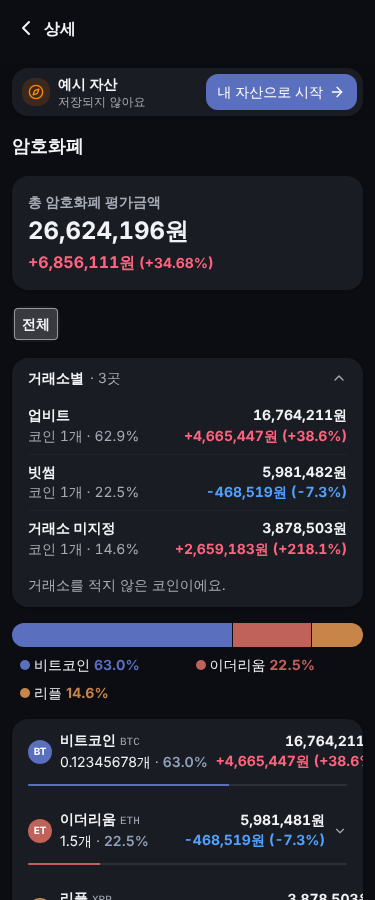 상세
예시 자산
저장되지 않아요
내 자산으로 시작 →
암호화폐
총 암호화폐 평가금액
26,624,196원
+6,856,111원 (+34.68%)
전체
거래소별 · 3곳
업비트 16,764,211원
코인 1개 · 62.9% +4,665,447원 (+38.6%)
빗썸 5,981,482원
코인 1개 · 22.5% -468,519원 (-7.3%)
거래소 미지정 3,878,503원
코인 1개 · 14.6% +2,659,183원 (+218.1%)
거래소를 적지 않은 코인이에요.
비트코인 63.0% 이더리움 22.5%
리플 14.6%
BT 비트코인 BTC 16,764,211
0.12345678개 · 63.0% +4,665,447원 (+38.6%
ET 이더리움 ETH 5,981,481원
1.5개 · 22.5% -468,519원 (-7.3%)
리플 XRP 3,878,503원